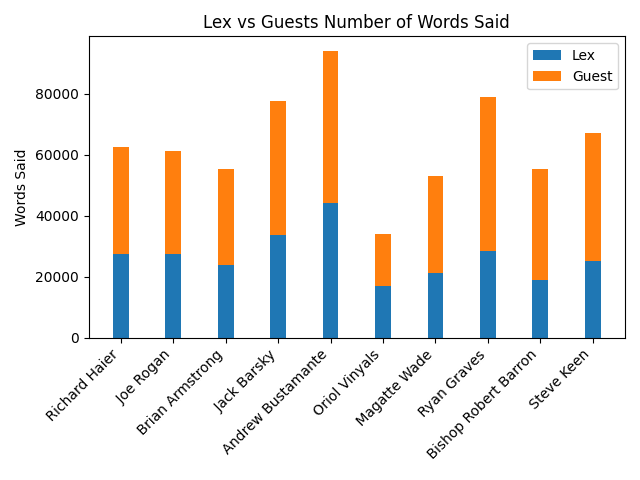 Lex vs Guests Number of Words Said
Lex
Guest
Words Said
80000
60000
40000
20000
0
Richard Haier
Joe Rogan
Brian Armstrong
Jack Barsky
Andrew Bustamante
Oriol Vinyals
Magatte Wade
Ryan Graves
Bishop Robert Barron
Steve Keen